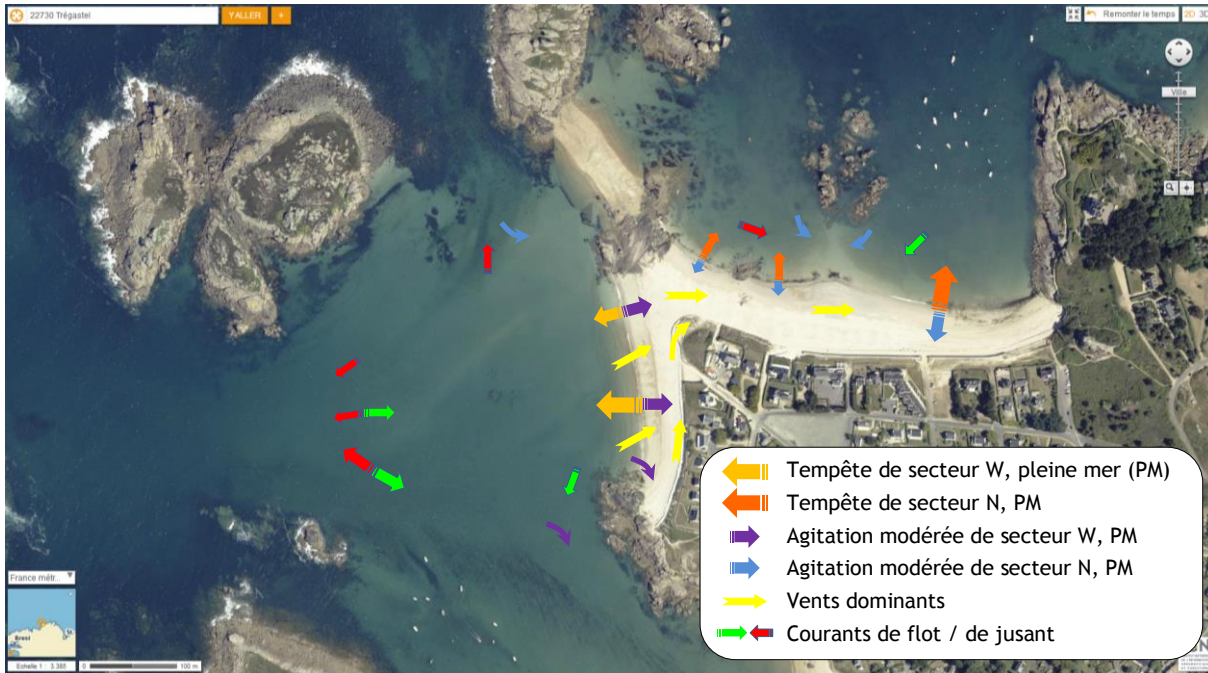 22730 Trégastel
Y ALLER
+
Remonter le temps
2D 3D
Ville
Tempête de secteur W, pleine mer (PM)
Tempête de secteur N, PM
Agitation modérée de secteur W, PM
Agitation modérée de secteur N, PM
Vents dominants
Courants de flot / de jusant
France métr...
Brest
Echelle 1 : 3.385
0 100 m